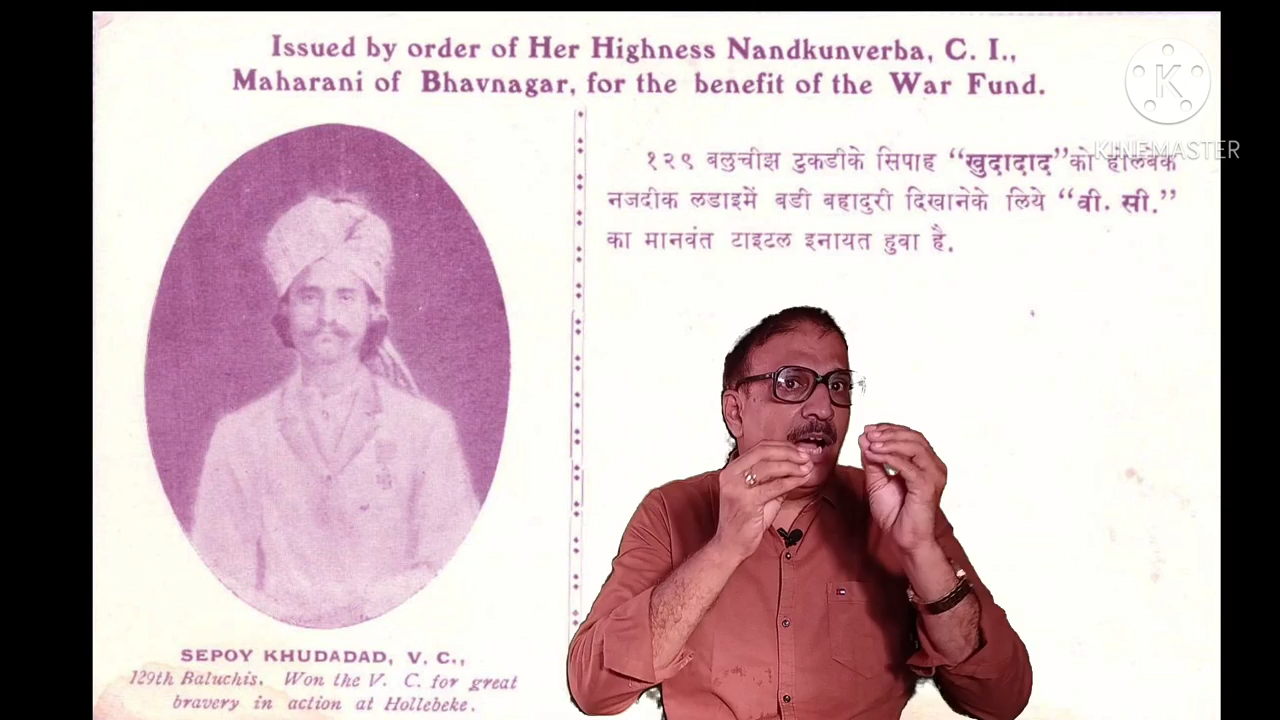 Issued by order of Her Highness Nandkunverba, C. I.,
Maharani of Bhavnagar, for the benefit of the War Fund.
KINEMASTER
१२९ बलुचीझ टुकडीके सिपाह “खुदादाद”को हॉलबेक
नजदीक लडाइमें बडी बहादुरी दिखानेके लिये “वी. सी.”
का मानवंत टाइटल इनायत हुवा है.
SEPOY KHUDADAD, V. C.,
129th Baluchis. Won the V. C. for great
bravery in action at Hollebeke.